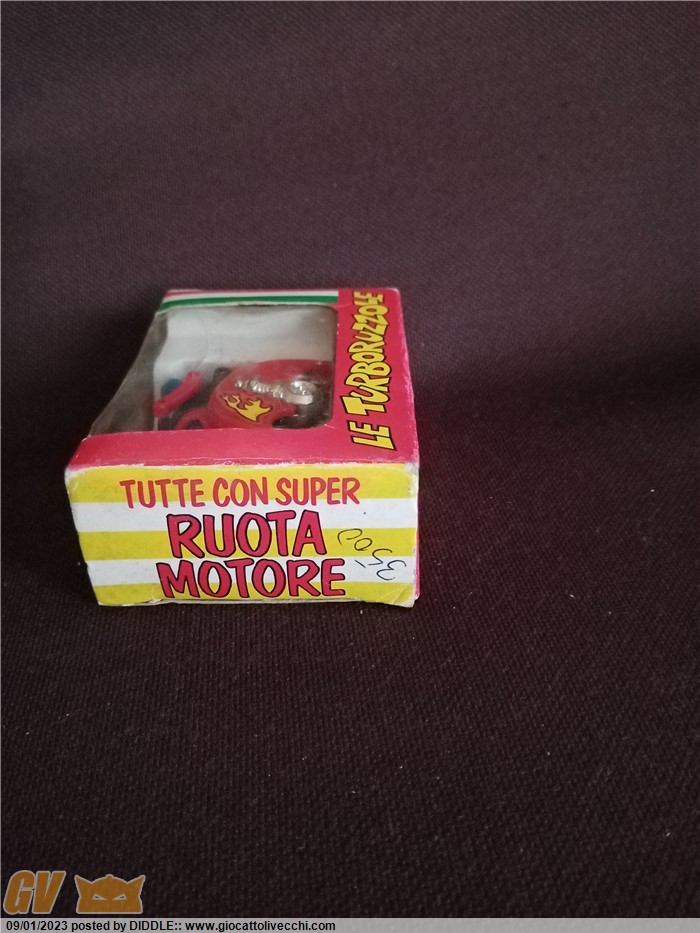 LE TURBORUZZOLE
TUTTE CON SUPER
RUOTA
MOTORE
3500
GV
09/01/2023 posted by DIDDLE:: www.giocattolivecchi.com